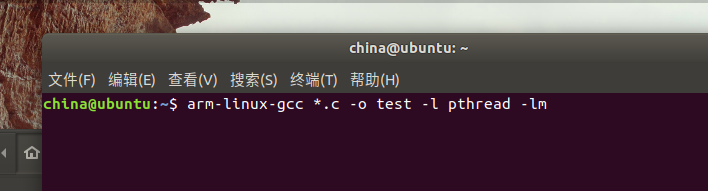 china@ubuntu: ~
文件(F) 编辑(E) 查看(V) 搜索(S) 终端(T) 帮助(H)
china@ubuntu:~$ arm-linux-gcc *.c -o test -l pthread -lm